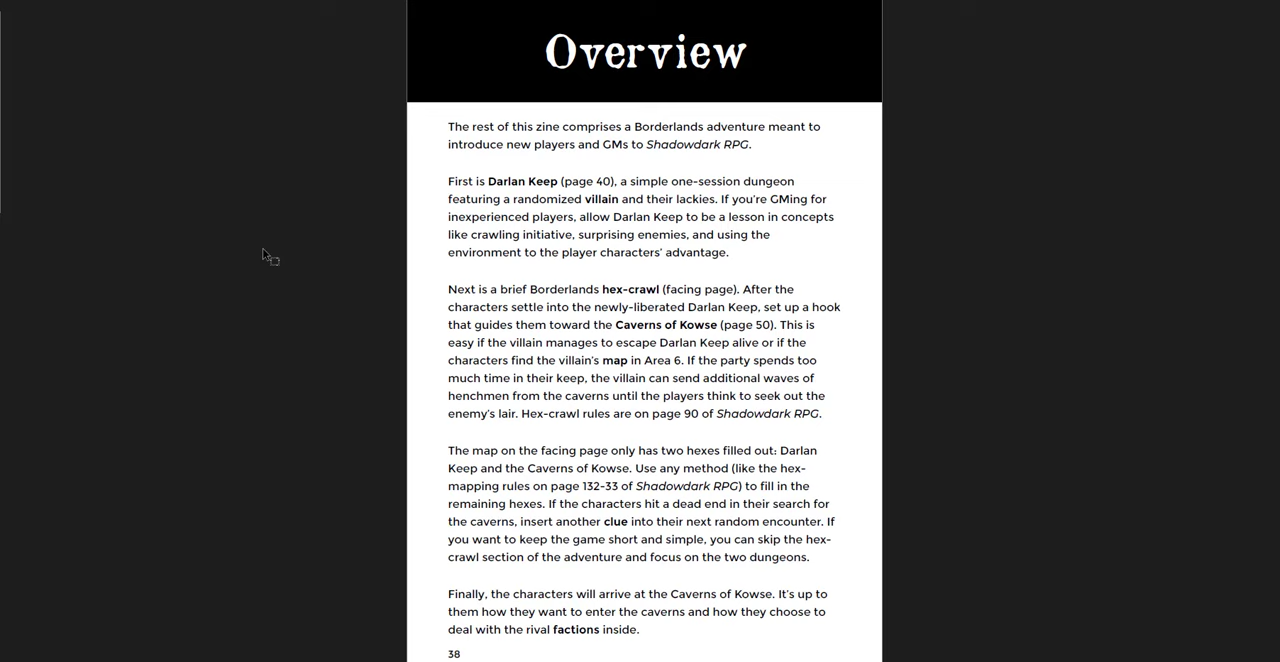 Overview
The rest of this zine comprises a Borderlands adventure meant to
introduce new players and GMs to Shadowdark RPG.
First is Darlan Keep (page 40), a simple one-session dungeon
featuring a randomized villain and their lackies. If you're GMing for
inexperienced players, allow Darlan Keep to be a lesson in concepts
like crawling initiative, surprising enemies, and using the
environment to the player characters' advantage.
Next is a brief Borderlands hex-crawl (facing page). After the
characters settle into the newly-liberated Darlan Keep, set up a hook
that guides them toward the Caverns of Kowse (page 50). This is
easy if the villain manages to escape Darlan Keep alive or if the
characters find the villain's map in Area 6. If the party spends too
much time in their keep, the villain can send additional waves of
henchmen from the caverns until the players think to seek out the
enemy's lair. Hex-crawl rules are on page 90 of Shadowdark RPG.
The map on the facing page only has two hexes filled out: Darlan
Keep and the Caverns of Kowse. Use any method (like the hex-
mapping rules on page 132-33 of Shadowdark RPG) to fill in the
remaining hexes. If the characters hit a dead end in their search for
the caverns, insert another clue into their next random encounter. If
you want to keep the game short and simple, you can skip the hex-
crawl section of the adventure and focus on the two dungeons.
Finally, the characters will arrive at the Caverns of Kowse. It's up to
them how they want to enter the caverns and how they choose to
deal with the rival factions inside.
38